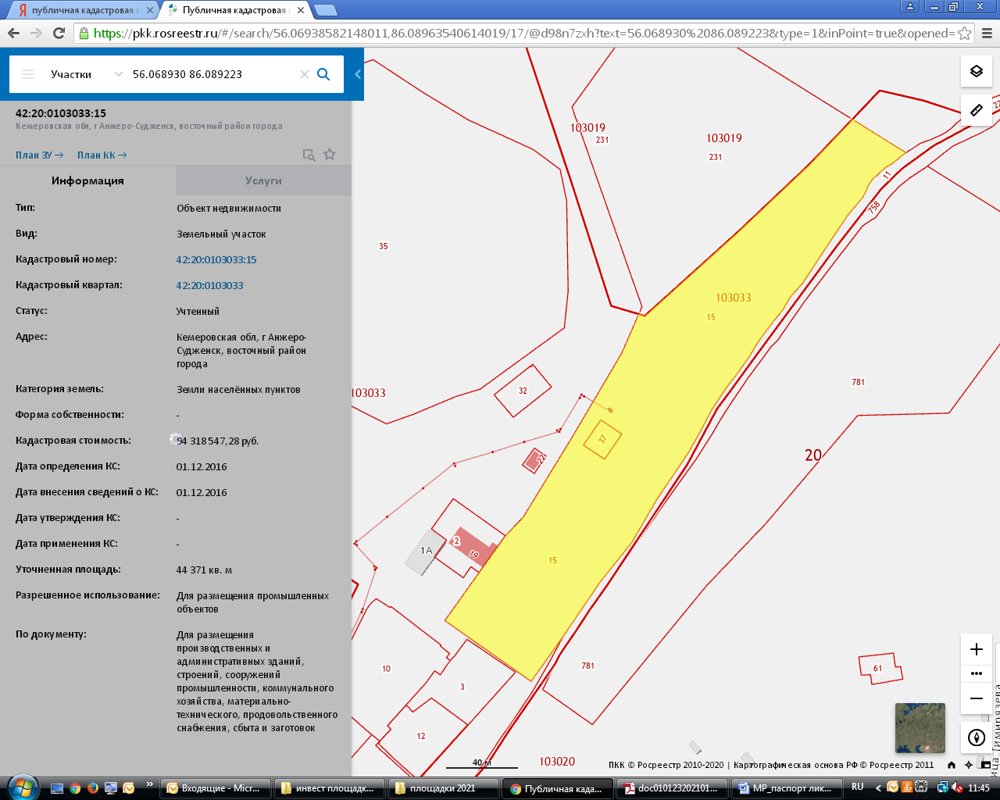 публичная кадастровая к
Публичная кадастровая к
https://pkk.rosreestr.ru/#/search/56.06938582148011,86.08963540614019/17/@d98n7zxh?text=56.068930%2086.089223&type=1&inPoint=true&opened=
Участки
56.068930 86.089223
42:20:0103033:15
Кемеровская обл, г Анжеро-Судженск, восточный район города
План ЗУ →
План КК →
Информация
Услуги
Тип:
Объект недвижимости
Вид:
Земельный участок
Кадастровый номер:
42:20:0103033:15
Кадастровый квартал:
42:20:0103033
Статус:
Учтенный
Адрес:
Кемеровская обл, г Анжеро-
Судженск, восточный район
города
Категория земель:
Земли населённых пунктов
Форма собственности:
-
Кадастровая стоимость:
94 318 547,28 руб.
Дата определения КС:
01.12.2016
Дата внесения сведений о КС:
01.12.2016
Дата утверждения КС:
-
Дата применения КС:
-
Уточненная площадь:
44 371 кв. м
Разрешенное использование:
Для размещения промышленных
объектов
По документу:
Для размещения
производственных и
административных зданий,
строений, сооружений
промышленности, коммунального
хозяйства, материально-
технического, продовольственного
снабжения, сбыта и заготовок
103019
231
103019
231
11
758
35
103033
15
103033
32
781
37
22
20
2
19
1А
15
10
3
12
781
61
103020
40 м
ПКК © Росреестр 2010-2020 | Картографическая основа РФ © Росреестр 2011
RU
11:45
Входящие - Micr...
инвест площадк...
площадки 2021
Публичная када...
doc010123202101...
МР_паспорт лик...